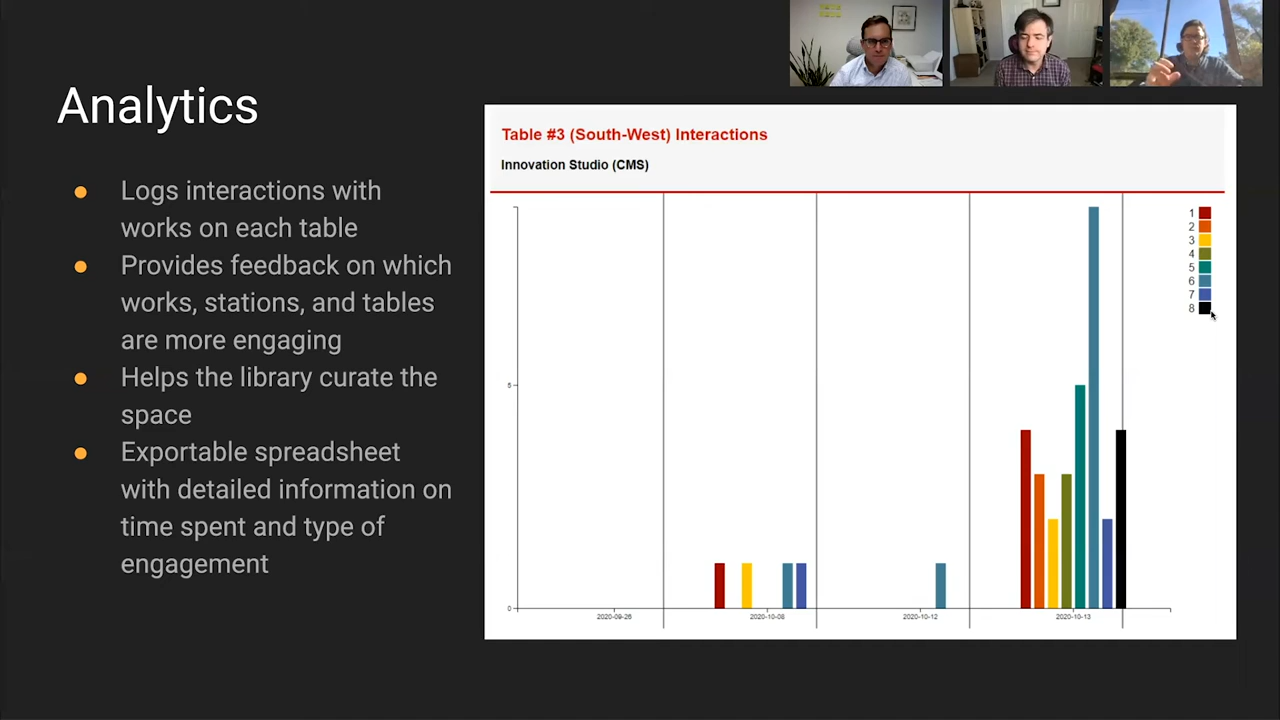 Analytics
Logs interactions with
works on each table
Provides feedback on which
works, stations, and tables
are more engaging
Helps the library curate the
space
Exportable spreadsheet
with detailed information on
time spent and type of
engagement
Table #3 (South-West) Interactions
Innovation Studio (CMS)
1
2
3
4
5
6
7
8
5
0
2020-09-26
2020-10-08
2020-10-12
2020-10-13